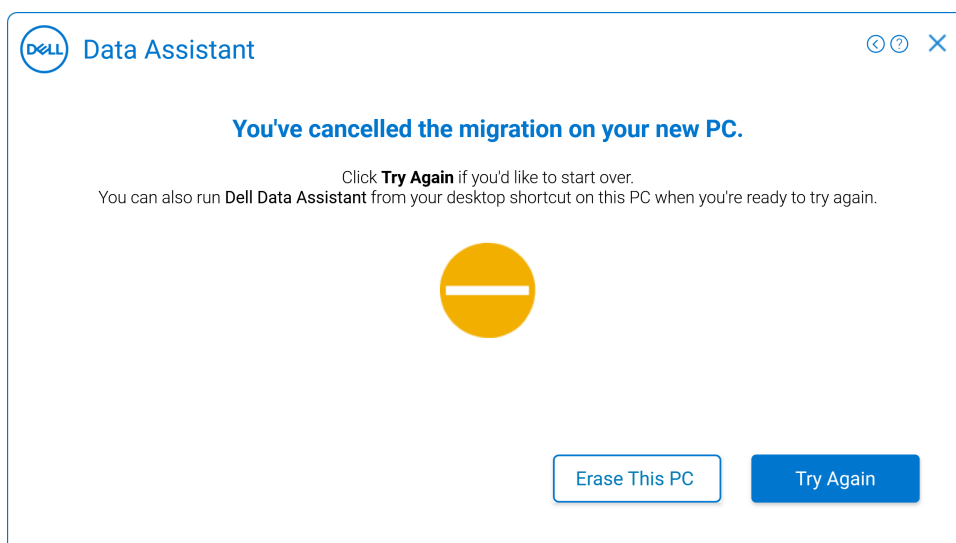 DELL
Data Assistant
You've cancelled the migration on your new PC.
Click Try Again if you'd like to start over.
You can also run Dell Data Assistant from your desktop shortcut on this PC when you're ready to try again.
Erase This PC
Try Again